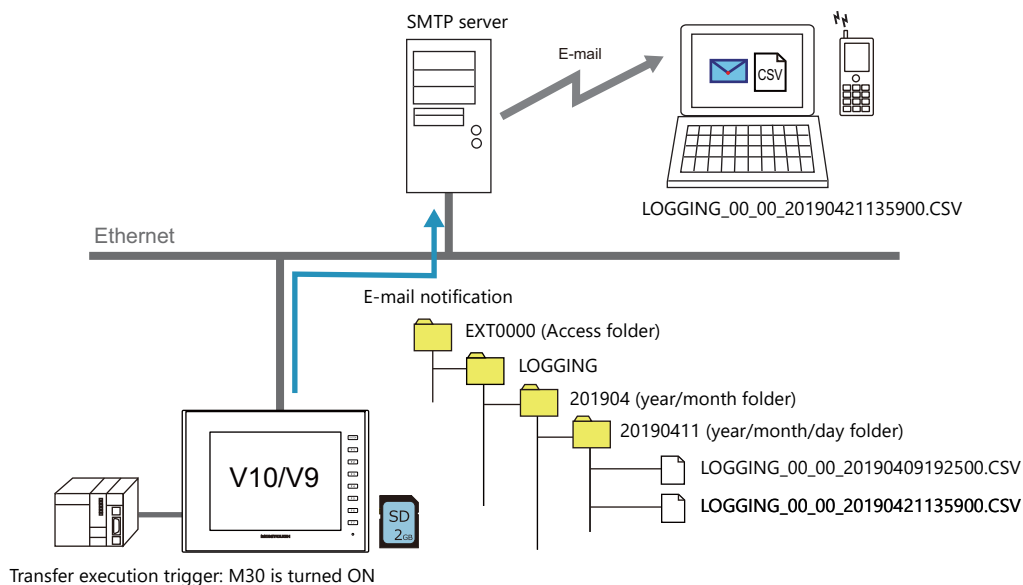 SMTP server
E-mail
CSV
LOGGING_00_00_20190421135900.CSV
Ethernet
E-mail notification
EXT0000 (Access folder)
LOGGING
201904 (year/month folder)
20190411 (year/month/day folder)
LOGGING_00_00_20190409192500.CSV
LOGGING_00_00_20190421135900.CSV
V10/V9
SD
2GB
Transfer execution trigger: M30 is turned ON